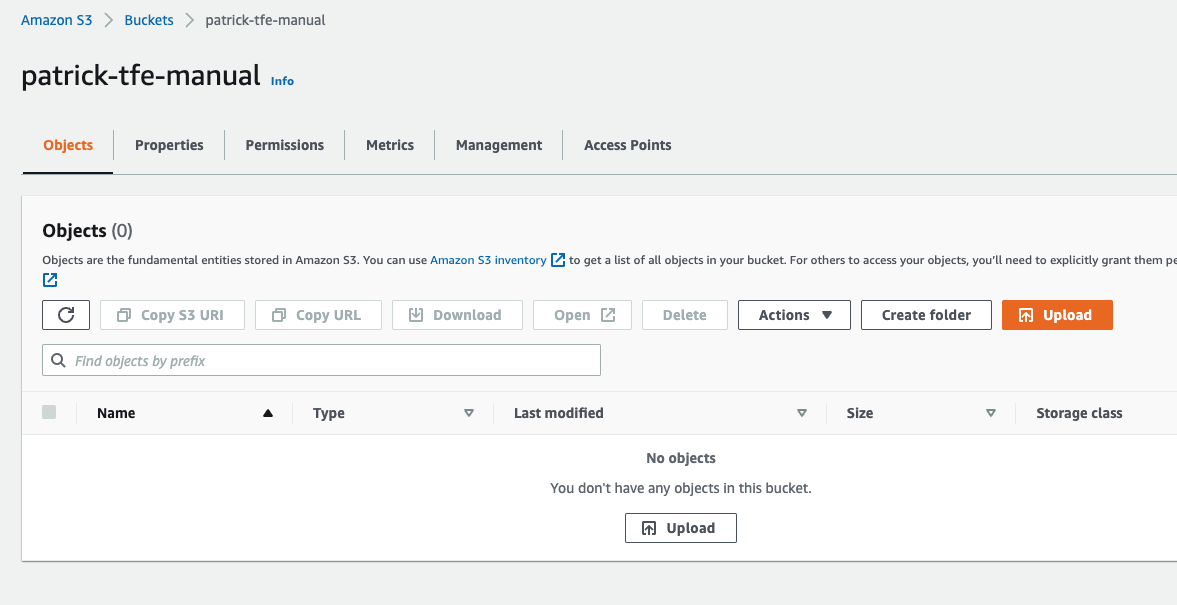 Amazon S3 > Buckets > patrick-tfe-manual
patrick-tfe-manual Info
Objects Properties Permissions Metrics Management Access Points
Objects (0)
Objects are the fundamental entities stored in Amazon S3. You can use Amazon S3 inventory to get a list of all objects in your bucket. For others to access your objects, you'll need to explicitly grant them pe
Copy S3 URI Copy URL Download Open Delete Actions Create folder Upload
Find objects by prefix
Name Type Last modified Size Storage class
No objects
You don't have any objects in this bucket.
Upload